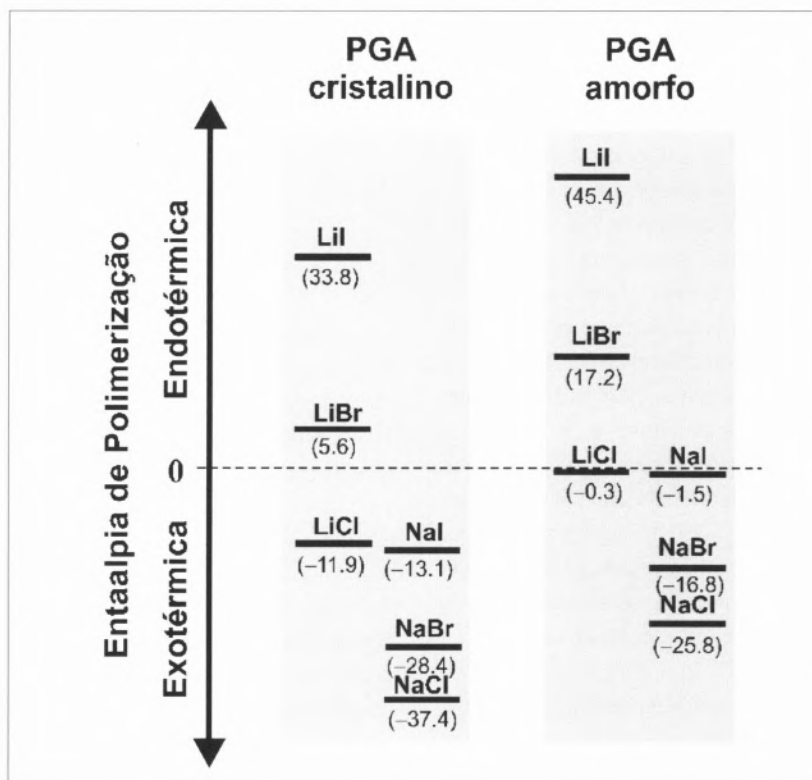 PGA
cristalino
PGA
amorfo
Entaalpia de Polimerização
Endotérmica
Exotérmica
0
LiI
(33.8)
LiBr
(5.6)
LiCl
(−11.9)
NaI
(−13.1)
NaBr
(−28.4)
NaCl
(−37.4)
LiI
(45.4)
LiBr
(17.2)
LiCl
(−0.3)
NaI
(−1.5)
NaBr
(−16.8)
NaCl
(−25.8)